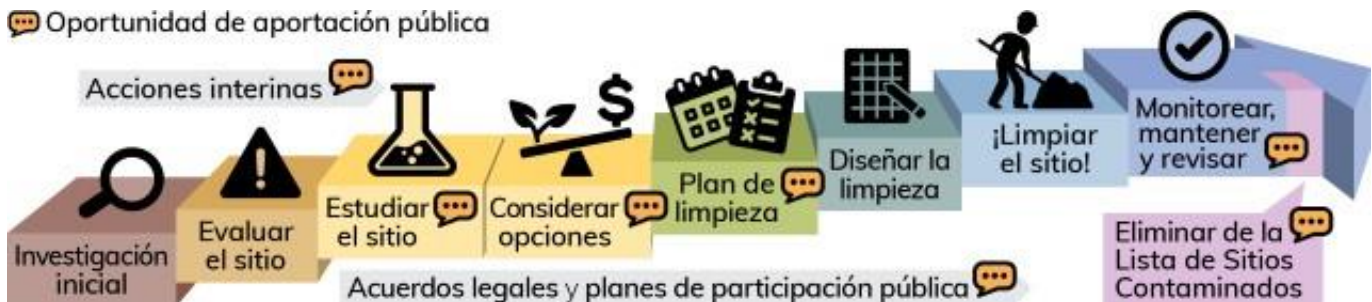 Oportunidad de aportación pública
Acciones interinas
Investigación
inicial
Evaluar
el sitio
Estudiar
el sitio
Considerar
opciones
Plan de
limpieza
Diseñar la
limpieza
¡Limpiar
el sitio!
Monitorear,
mantener
y revisar
Eliminar de la
Lista de Sitios
Contaminados
Acuerdos legales y planes de participación pública